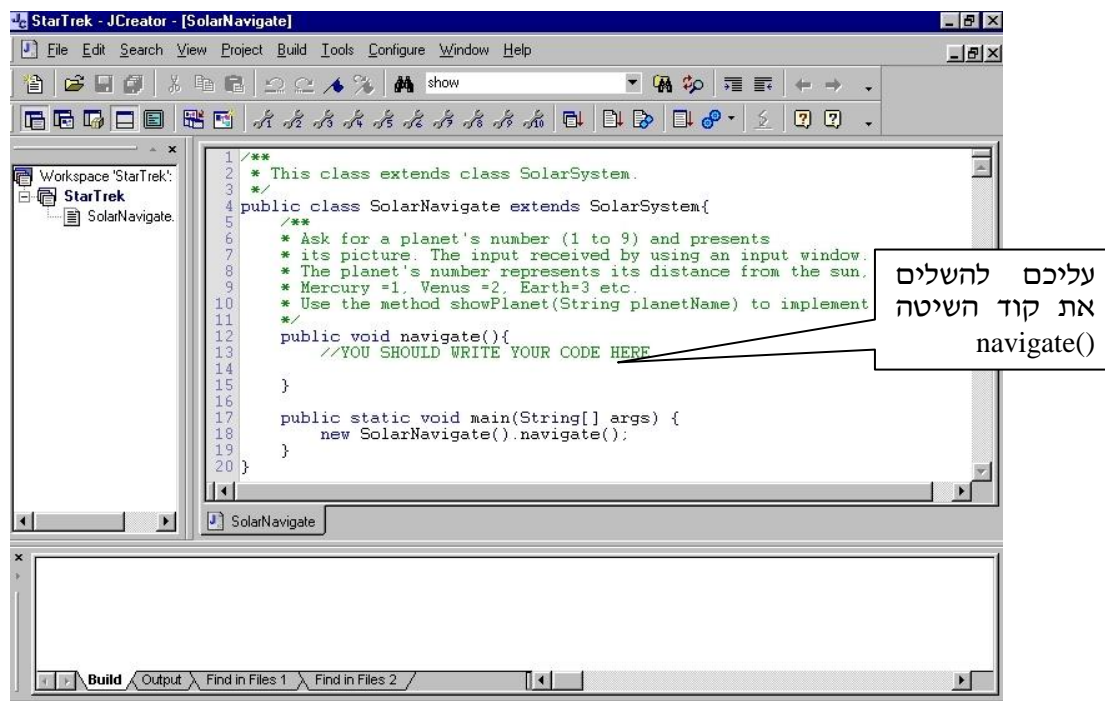 StarTrek - JCreator - [SolarNavigate]
File Edit Search View Project Build Tools Configure Window Help
show
Workspace 'StarTrek':
StarTrek
SolarNavigate.
1 /**
2 * This class extends class SolarSystem.
3 */
4 public class SolarNavigate extends SolarSystem{
5 /**
6 * Ask for a planet's number (1 to 9) and presents
7 * its picture. The input received by using an input window.
8 * The planet's number represents its distance from the sun,
9 * Mercury =1, Venus =2, Earth=3 etc.
10 * Use the method showPlanet(String planetName) to implement
11 */
12 public void navigate(){
13 //YOU SHOULD WRITE YOUR CODE HERE
14
15 }
16
17 public static void main(String[] args) {
18 new SolarNavigate().navigate();
19 }
20 }
עליכם להשלים
את קוד השיטה
navigate()
SolarNavigate
Build Output Find in Files 1 Find in Files 2